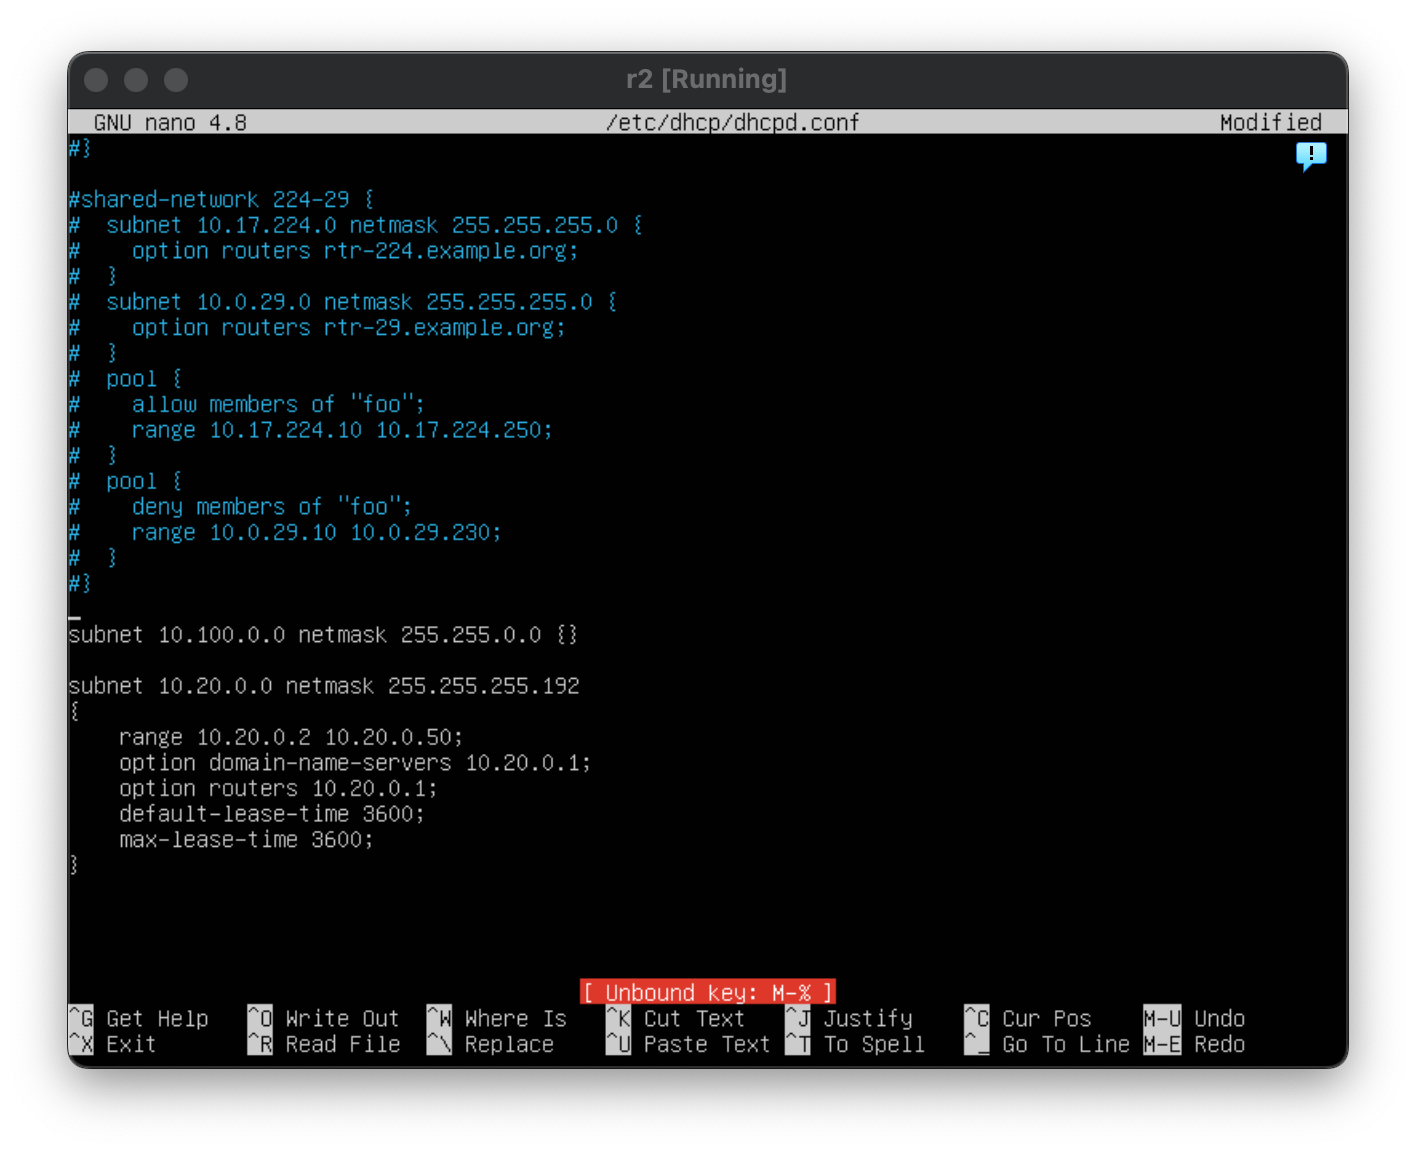 r2 [Running]
GNU nano 4.8 /etc/dhcp/dhcpd.conf Modified
#}
#shared-network 224-29 {
#  subnet 10.17.224.0 netmask 255.255.255.0 {
#    option routers rtr-224.example.org;
#  }
#  subnet 10.0.29.0 netmask 255.255.255.0 {
#    option routers rtr-29.example.org;
#  }
#  pool {
#    allow members of "foo";
#    range 10.17.224.10 10.17.224.250;
#  }
#  pool {
#    deny members of "foo";
#    range 10.0.29.10 10.0.29.230;
#  }
#}
subnet 10.100.0.0 netmask 255.255.0.0 {}
subnet 10.20.0.0 netmask 255.255.255.192
{
    range 10.20.0.2 10.20.0.50;
    option domain-name-servers 10.20.0.1;
    option routers 10.20.0.1;
    default-lease-time 3600;
    max-lease-time 3600;
}
[ Unbound key: M-% ]
^G Get Help ^O Write Out ^W Where Is ^K Cut Text ^J Justify ^C Cur Pos M-U Undo
^X Exit ^R Read File ^\ Replace ^U Paste Text ^T To Spell ^_ Go To Line M-E Redo